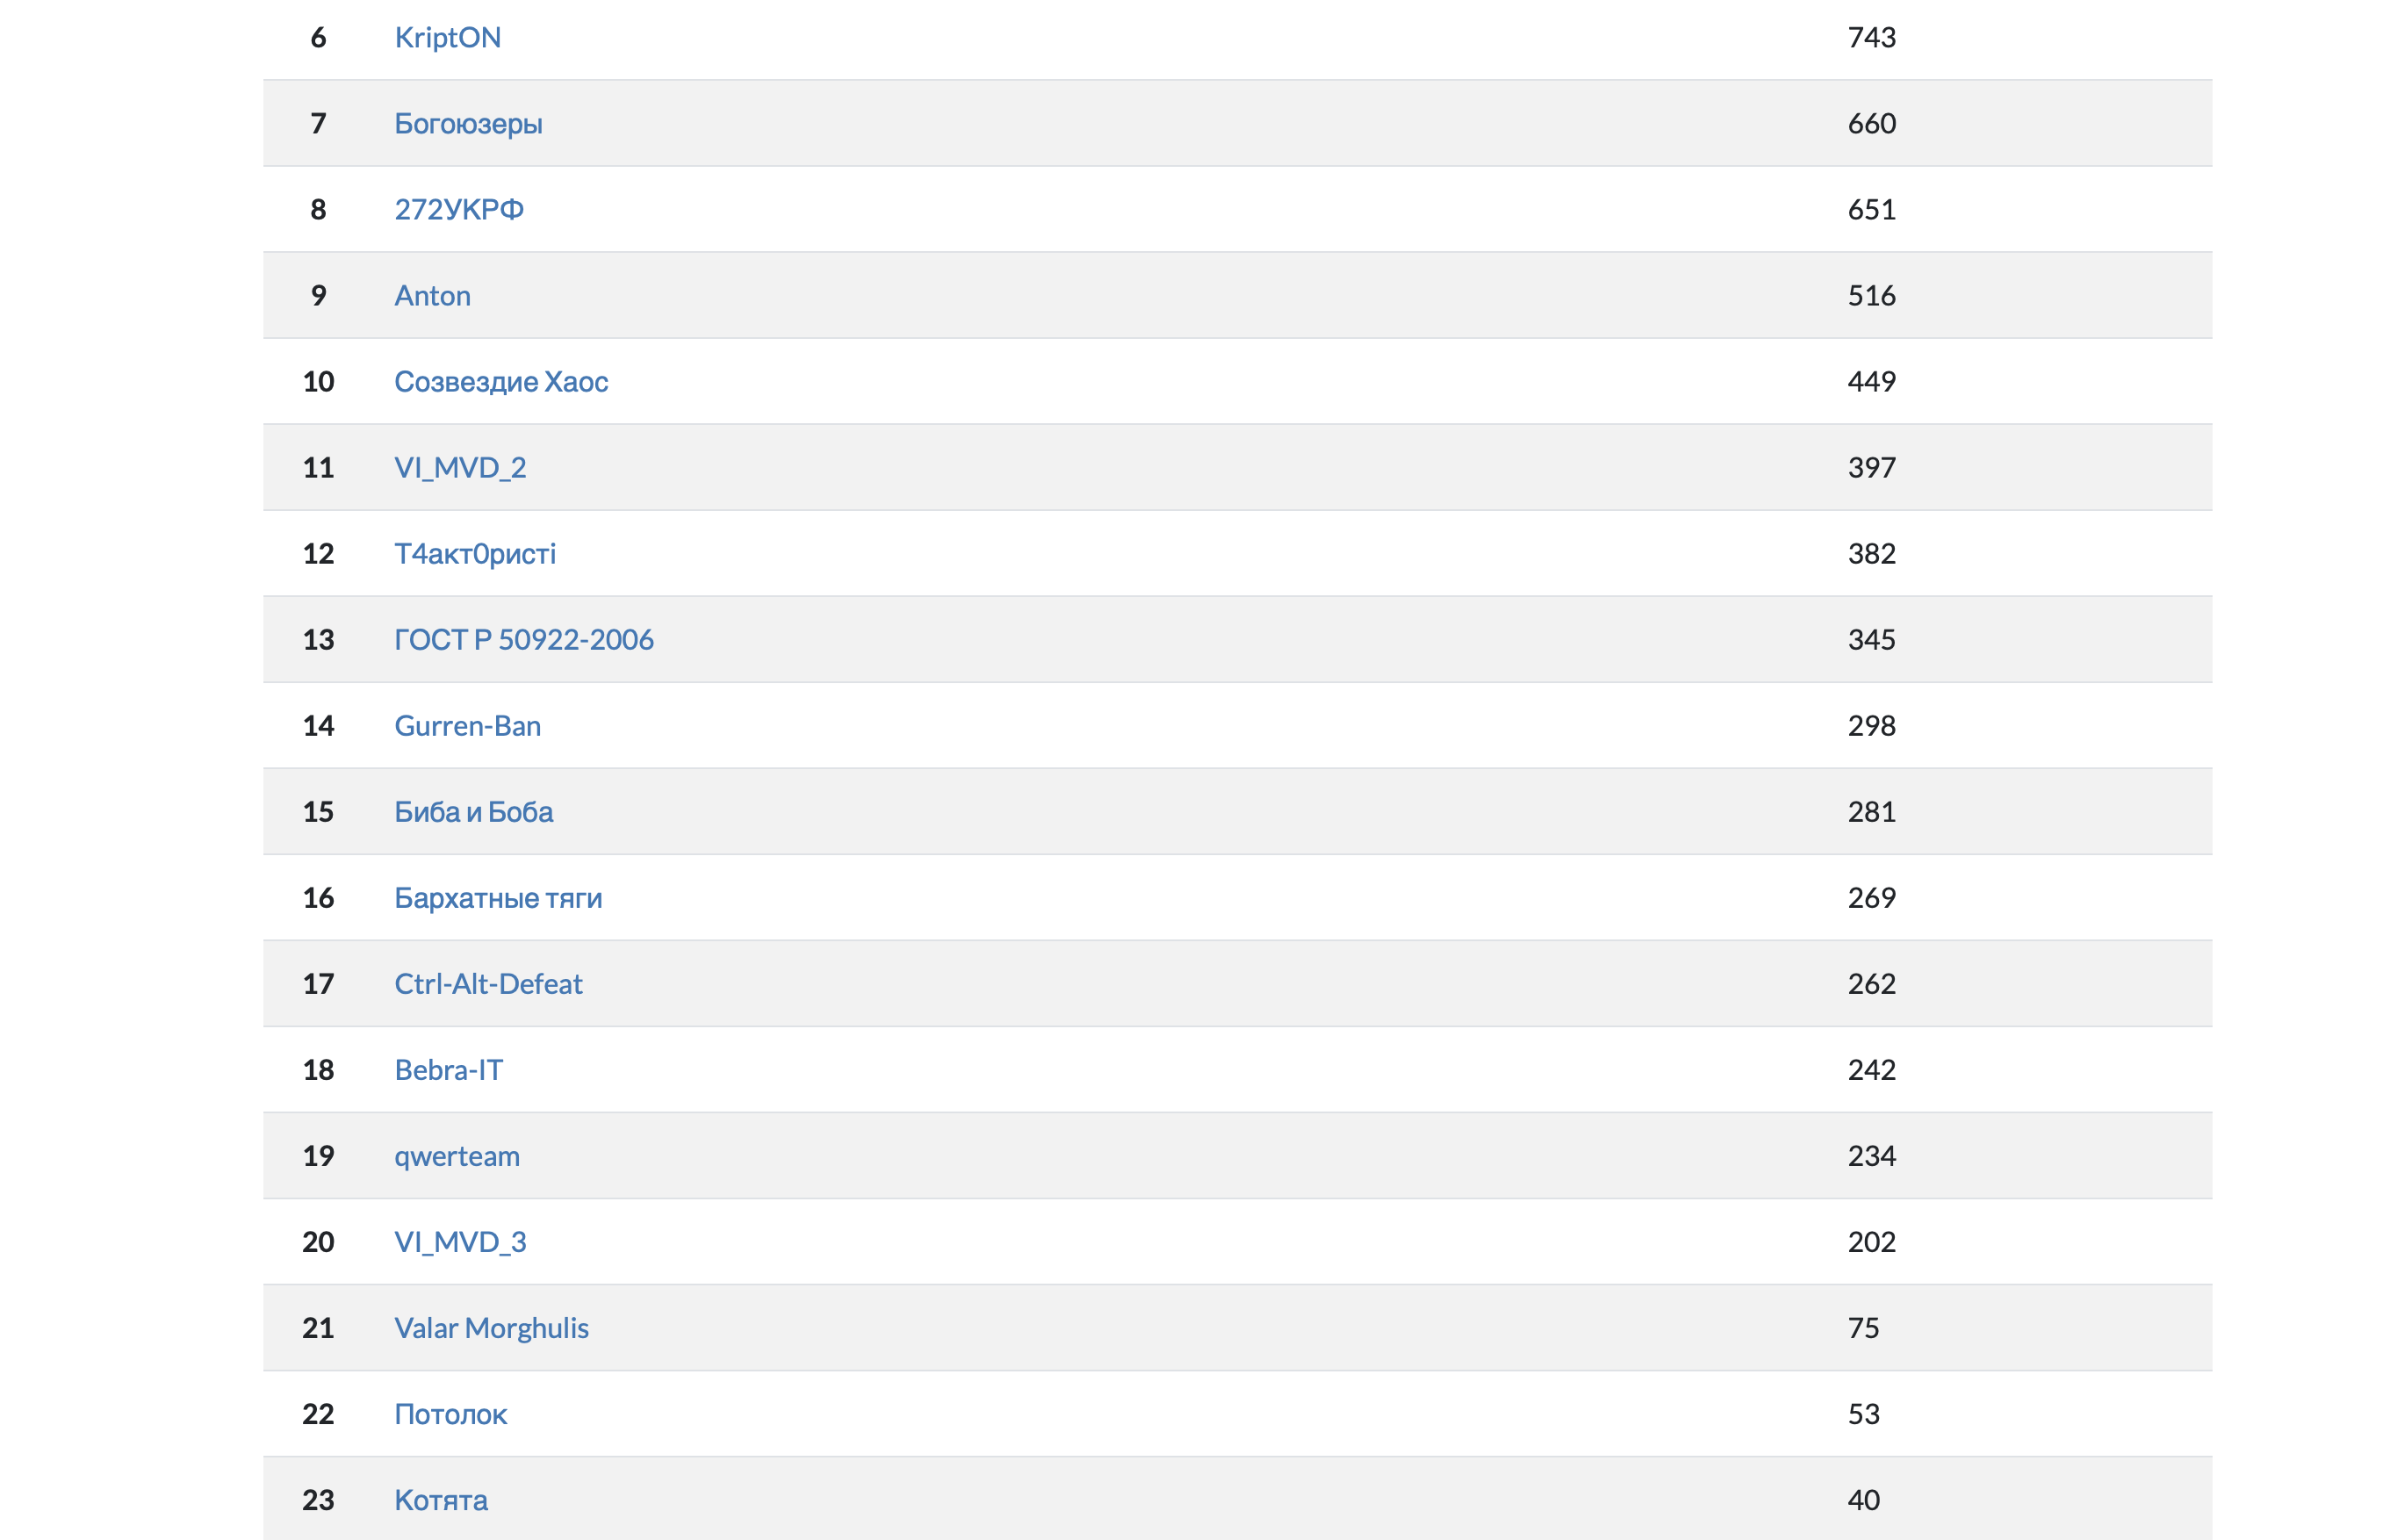 6 KriptON 743
7 Богоюзеры 660
8 272УКРФ 651
9 Anton 516
10 Созвездие Хаос 449
11 VI_MVD_2 397
12 Т4акт0ристі 382
13 ГОСТ Р 50922-2006 345
14 Gurren-Ban 298
15 Биба и Боба 281
16 Бархатные тяги 269
17 Ctrl-Alt-Defeat 262
18 Bebra-IT 242
19 qwerteam 234
20 VI_MVD_3 202
21 Valar Morghulis 75
22 Потолок 53
23 Котята 40